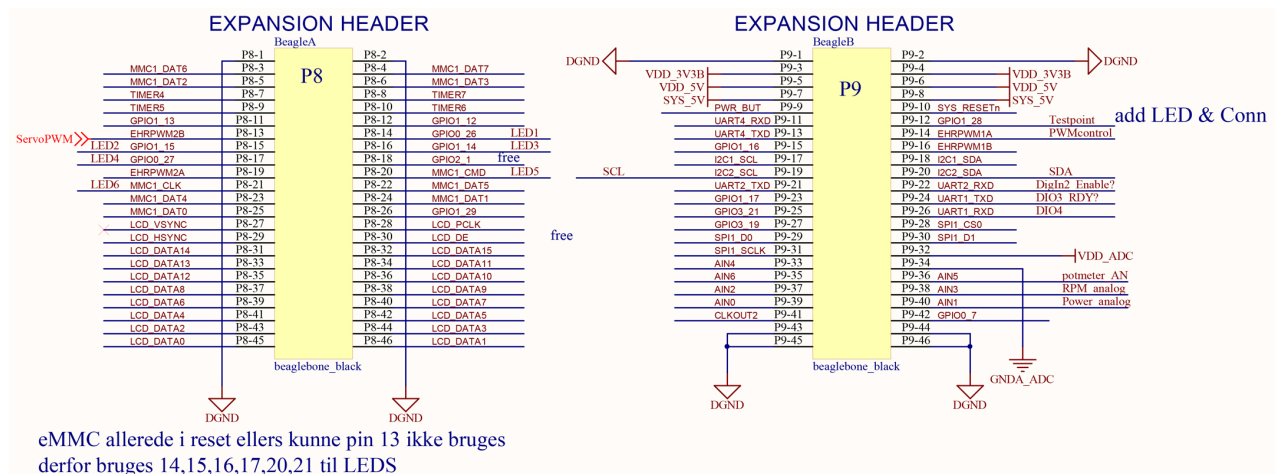 EXPANSION HEADER
BeagleA
P8
P8-1 P8-2
MMC1_DAT6 P8-3 P8-4 MMC1_DAT7
MMC1_DAT2 P8-5 P8-6 MMC1_DAT3
TIMER4 P8-7 P8-8 TIMER7
TIMER5 P8-9 P8-10 TIMER6
GPIO1_13 P8-11 P8-12 GPIO1_12
ServoPWM EHRPWM2B P8-13 P8-14 GPIO0_26 LED1
LED2 GPIO1_15 P8-15 P8-16 GPIO1_14 LED3
LED4 GPIO0_27 P8-17 P8-18 GPIO2_1 free
EHRPWM2A P8-19 P8-20 MMC1_CMD LED5
LED6 MMC1_CLK P8-21 P8-22 MMC1_DAT5
MMC1_DAT4 P8-23 P8-24 MMC1_DAT1
MMC1_DAT0 P8-25 P8-26 GPIO1_29
LCD_VSYNC P8-27 P8-28 LCD_PCLK
LCD_HSYNC P8-29 P8-30 LCD_DE free
LCD_DATA14 P8-31 P8-32 LCD_DATA15
LCD_DATA13 P8-33 P8-34 LCD_DATA11
LCD_DATA12 P8-35 P8-36 LCD_DATA10
LCD_DATA8 P8-37 P8-38 LCD_DATA9
LCD_DATA6 P8-39 P8-40 LCD_DATA7
LCD_DATA4 P8-41 P8-42 LCD_DATA5
LCD_DATA2 P8-43 P8-44 LCD_DATA3
LCD_DATA0 P8-45 P8-46 LCD_DATA1
beaglebone_black
DGND DGND
eMMC allerede i reset ellers kunne pin 13 ikke bruges
derfor bruges 14,15,16,17,20,21 til LEDS
EXPANSION HEADER
BeagleB
P9
DGND P9-1 P9-2 DGND
VDD_3V3B P9-3 P9-4 VDD_3V3B
VDD_5V P9-5 P9-6 VDD_5V
SYS_5V P9-7 P9-8 SYS_5V
PWR_BUT P9-9 P9-10 SYS_RESETn
add LED & Conn
UART4_RXD P9-11 P9-12 GPIO1_28 Testpoint
UART4_TXD P9-13 P9-14 EHRPWM1A PWMcontrol
GPIO1_16 P9-15 P9-16 EHRPWM1B
I2C1_SCL P9-17 P9-18 I2C1_SDA
SCL I2C2_SCL P9-19 P9-20 I2C2_SDA SDA
UART2_TXD P9-21 P9-22 UART2_RXD DigIn2_Enable?
GPIO1_17 P9-23 P9-24 UART1_TXD DIO3_RDY?
GPIO3_21 P9-25 P9-26 UART1_RXD DIO4
GPIO3_19 P9-27 P9-28 SPI1_CS0
SPI1_D0 P9-29 P9-30 SPI1_D1
SPI1_SCLK P9-31 P9-32 VDD_ADC
AIN4 P9-33 P9-34
AIN6 P9-35 P9-36 AIN5 potmeter_AN
AIN2 P9-37 P9-38 AIN3 RPM_analog
AIN0 P9-39 P9-40 AIN1 Power_analog
CLKOUT2 P9-41 P9-42 GPIO0_7
P9-43 P9-44
P9-45 P9-46
beaglebone_black
GNDA_ADC
DGND DGND